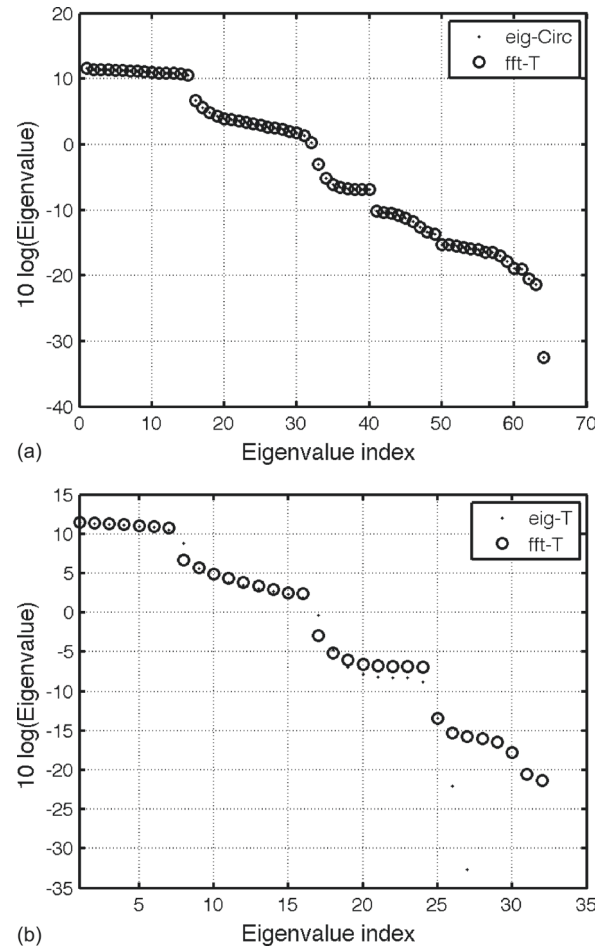 20
10
0
-10
-20
-30
-40
10 log(Eigenvalue)
eig-Circ
fft-T
0 10 20 30 40 50 60 70
(a)
Eigenvalue index
15
10
5
0
-5
-10
-15
-20
-25
-30
-35
10 log(Eigenvalue)
eig-T
fft-T
5 10 15 20 25 30 35
(b)
Eigenvalue index